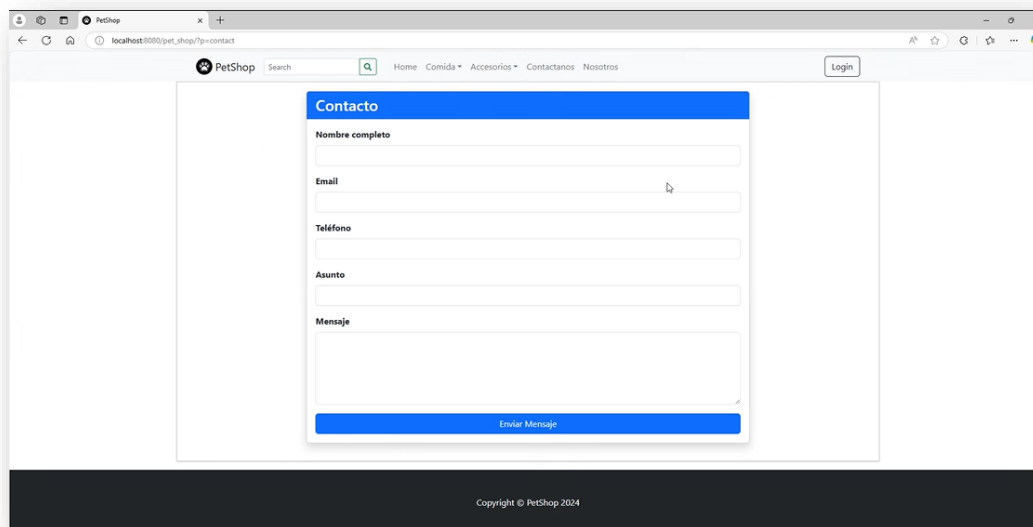 PetShop
localhost:8080/pet_shop/?p=contact
PetShop Search Home Comida Accesorios Contactanos Nosotros Login
Contacto
Nombre completo
Email
Teléfono
Asunto
Mensaje
Enviar Mensaje
Copyright © PetShop 2024